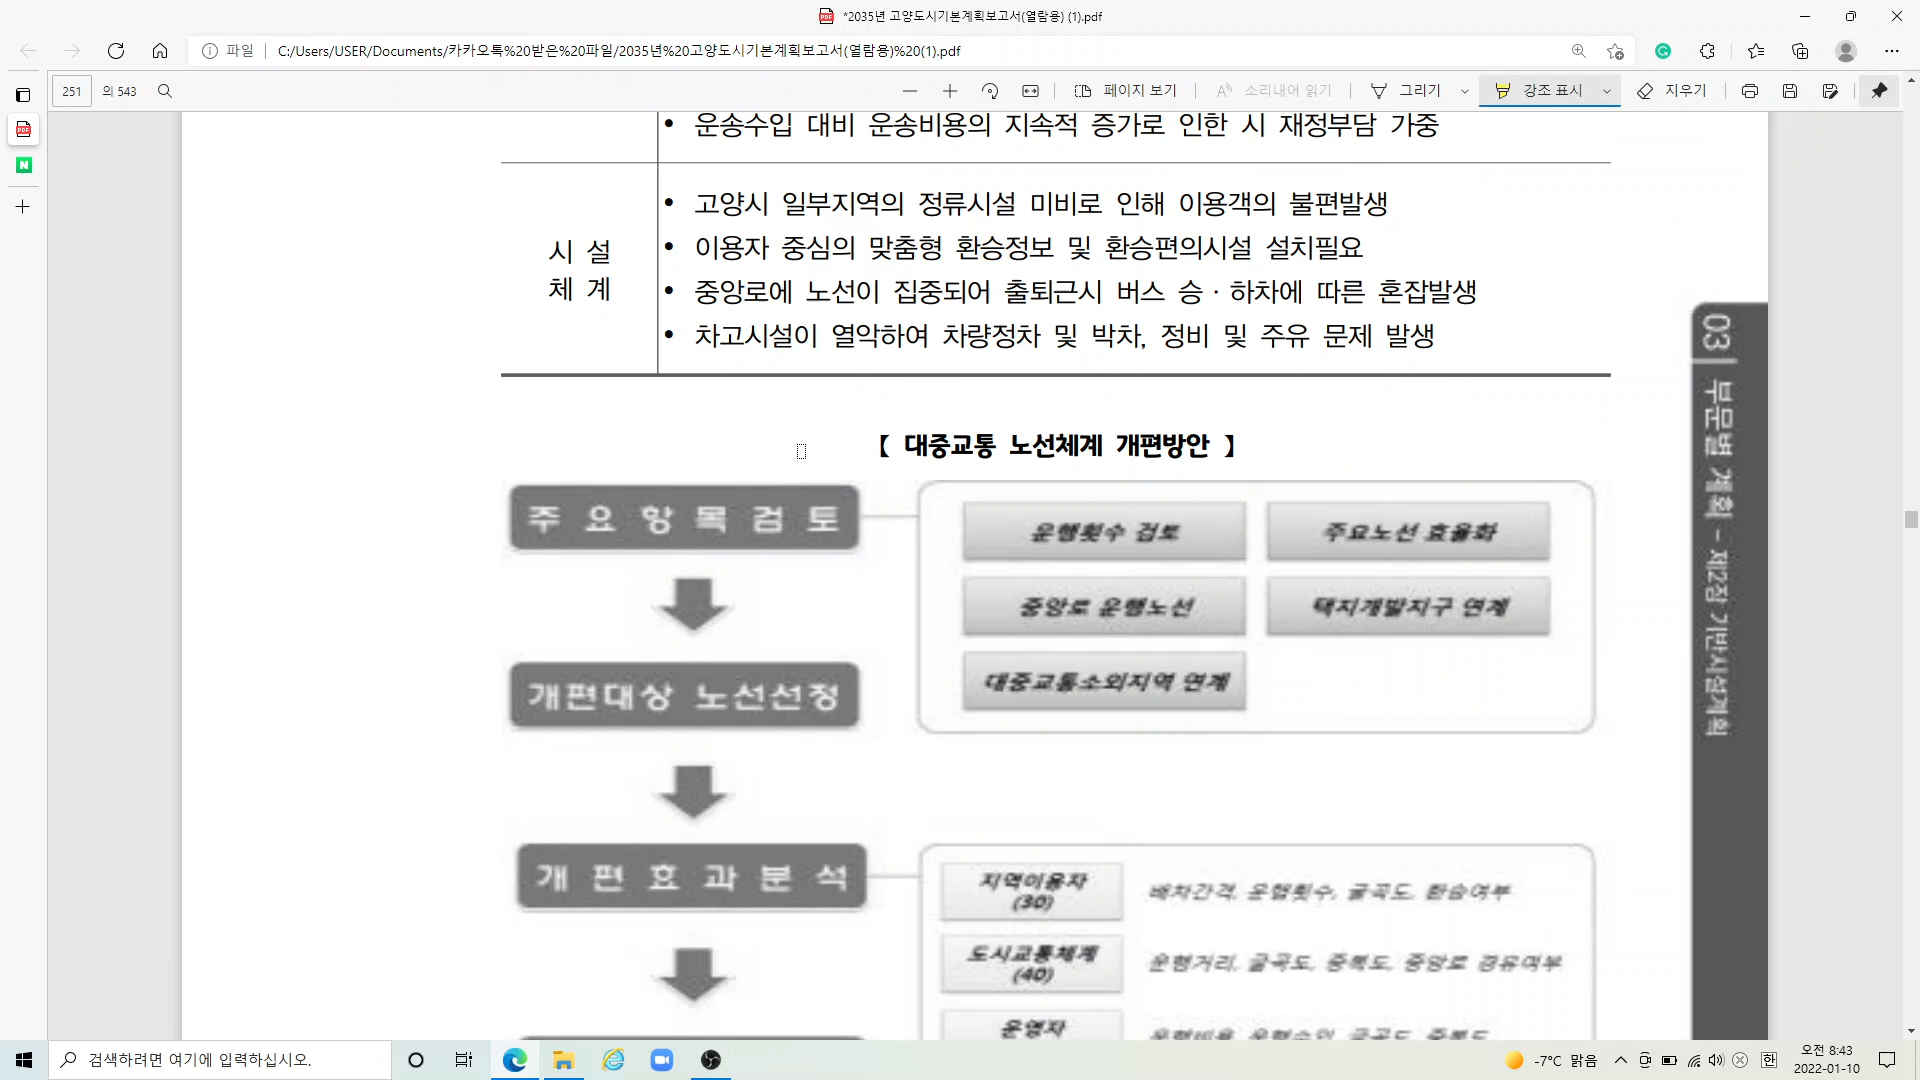 *2035년 고양도시기본계획보고서(열람용) (1).pdf
파일
C:/Users/USER/Documents/카카오톡%20받은%20파일/2035년%20고양도시기본계획보고서(열람용)%20(1).pdf
251 의 543
페이지 보기
소리내어 읽기
그리기
강조 표시
지우기
• 운송수입 대비 운송비용의 지속적 증가로 인한 시 재정부담 가중
시 설
체 계
• 고양시 일부지역의 정류시설 미비로 인해 이용객의 불편발생
• 이용자 중심의 맞춤형 환승정보 및 환승편의시설 설치필요
• 중앙로에 노선이 집중되어 출퇴근시 버스 승 · 하차에 따른 혼잡발생
• 차고시설이 열악하여 차량정차 및 박차, 정비 및 주유 문제 발생
【 대중교통 노선체계 개편방안 】
주 요 항 목 검 토
운행횟수 검토
주요노선 효율화
중앙로 운행노선
택지개발지구 연계
대중교통소외지역 연계
개편대상 노선선정
개 편 효 과 분 석
지역이용자
(30)
배차간격, 운행횟수, 굴곡도, 환승여부
도시교통체계
(40)
운행거리, 굴곡도, 중복도, 중앙로 경유여부
운영자
운행비용, 운행수입, 굴곡도, 중복도
03 부문별 계획 - 제2장 기반시설계획
검색하려면 여기에 입력하십시오.
-7°C 맑음
한
오전 8:43
2022-01-10